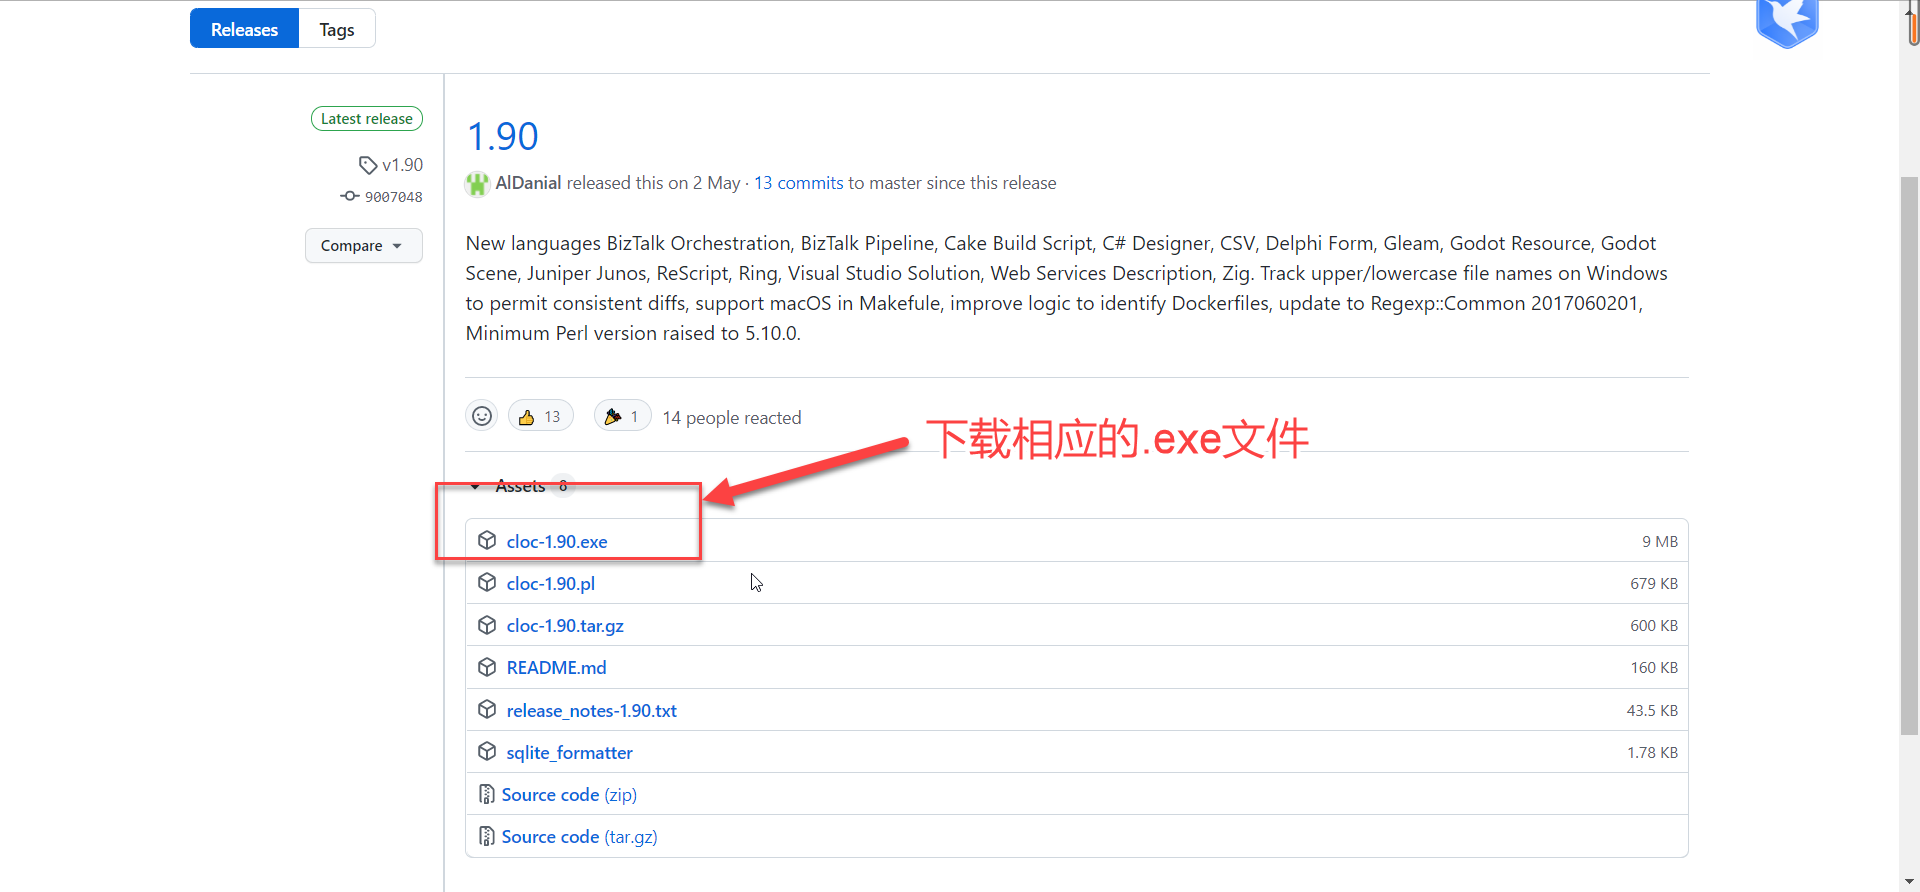 Releases
Tags
Latest release
v1.90
9007048
Compare
1.90
AlDanial released this on 2 May · 13 commits to master since this release
New languages BizTalk Orchestration, BizTalk Pipeline, Cake Build Script, C# Designer, CSV, Delphi Form, Gleam, Godot Resource, Godot
Scene, Juniper Junos, ReScript, Ring, Visual Studio Solution, Web Services Description, Zig. Track upper/lowercase file names on Windows
to permit consistent diffs, support macOS in Makefule, improve logic to identify Dockerfiles, update to Regexp::Common 2017060201,
Minimum Perl version raised to 5.10.0.
13
1
14 people reacted
下载相应的.exe文件
Assets 8
cloc-1.90.exe 9 MB
cloc-1.90.pl 679 KB
cloc-1.90.tar.gz 600 KB
README.md 160 KB
release_notes-1.90.txt 43.5 KB
sqlite_formatter 1.78 KB
Source code (zip)
Source code (tar.gz)